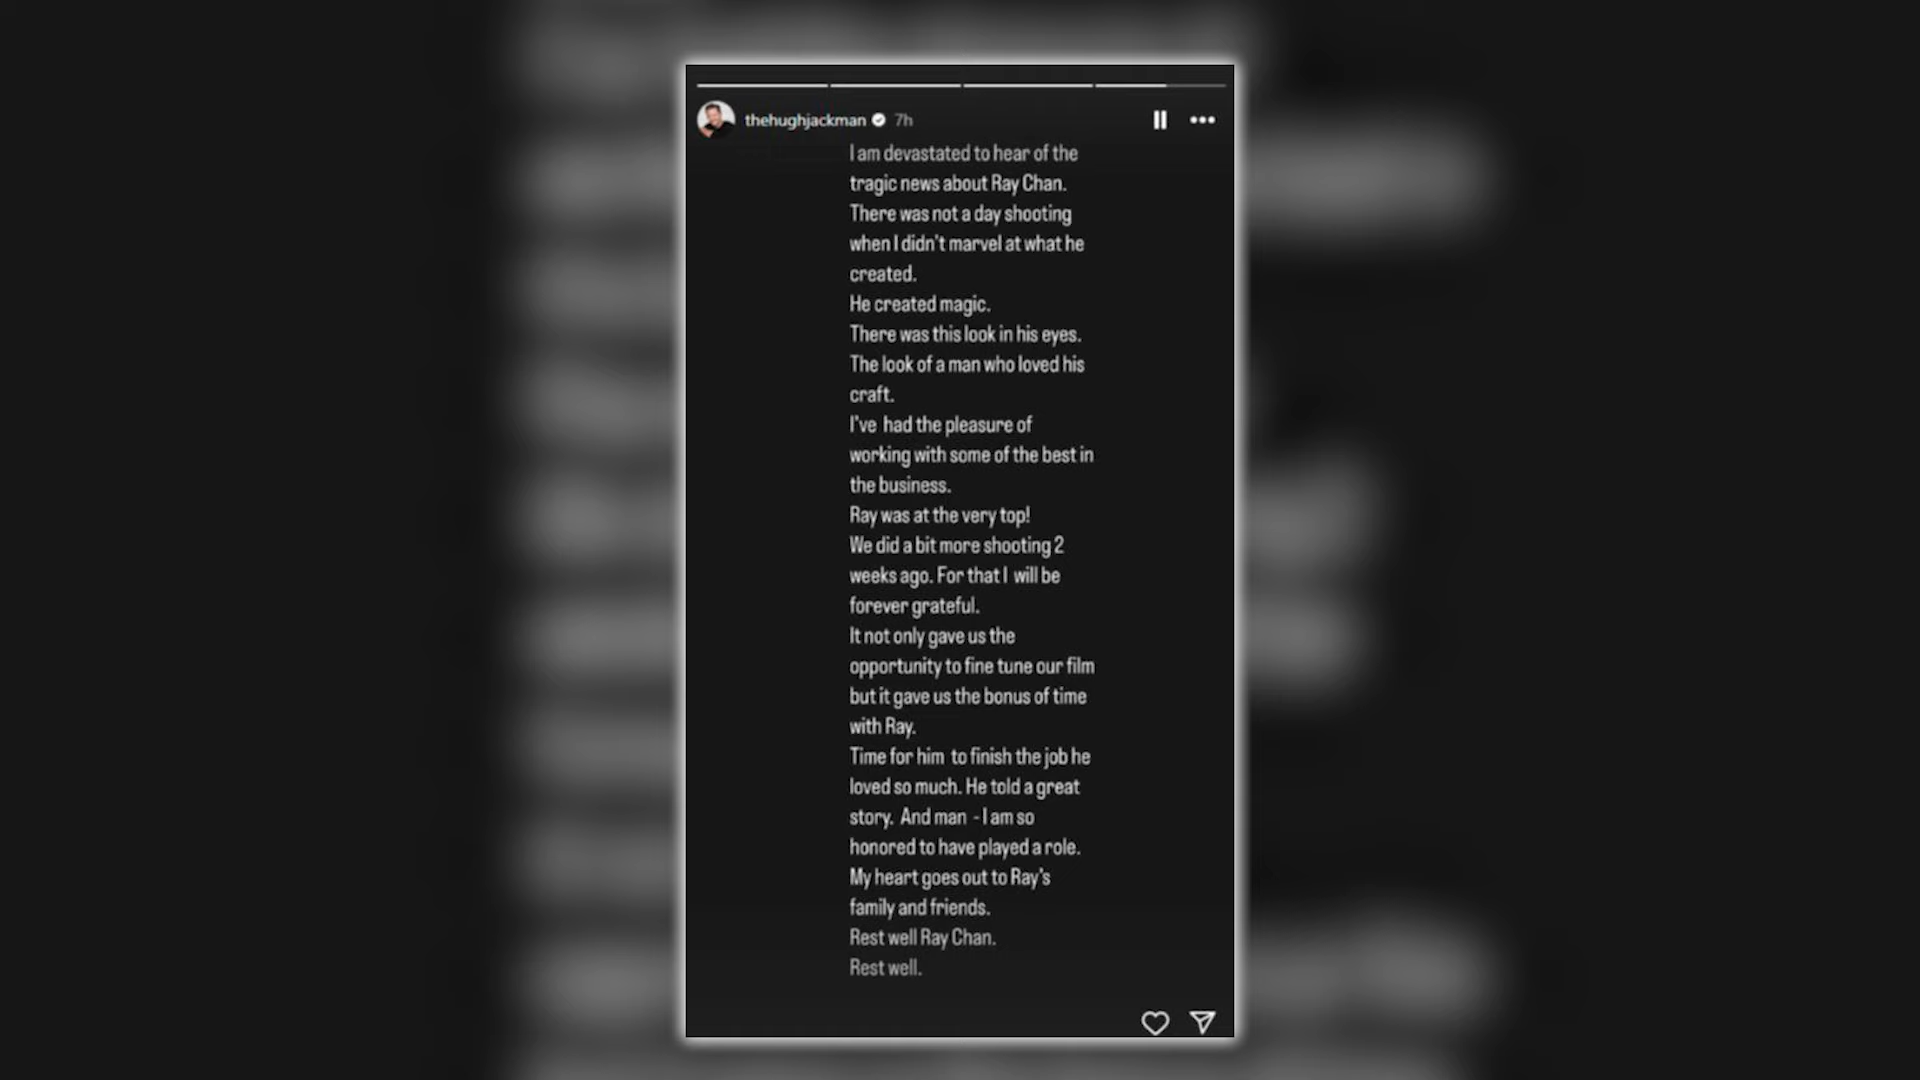 thehughjackman 7h
I am devastated to hear of the
tragic news about Ray Chan.
There was not a day shooting
when I didn't marvel at what he
created.
He created magic.
There was this look in his eyes.
The look of a man who loved his
craft.
I've had the pleasure of
working with some of the best in
the business.
Ray was at the very top!
We did a bit more shooting 2
weeks ago. For that I will be
forever grateful.
It not only gave us the
opportunity to fine tune our film
but it gave us the bonus of time
with Ray.
Time for him to finish the job he
loved so much. He told a great
story. And man - I am so
honored to have played a role.
My heart goes out to Ray's
family and friends.
Rest well Ray Chan.
Rest well.